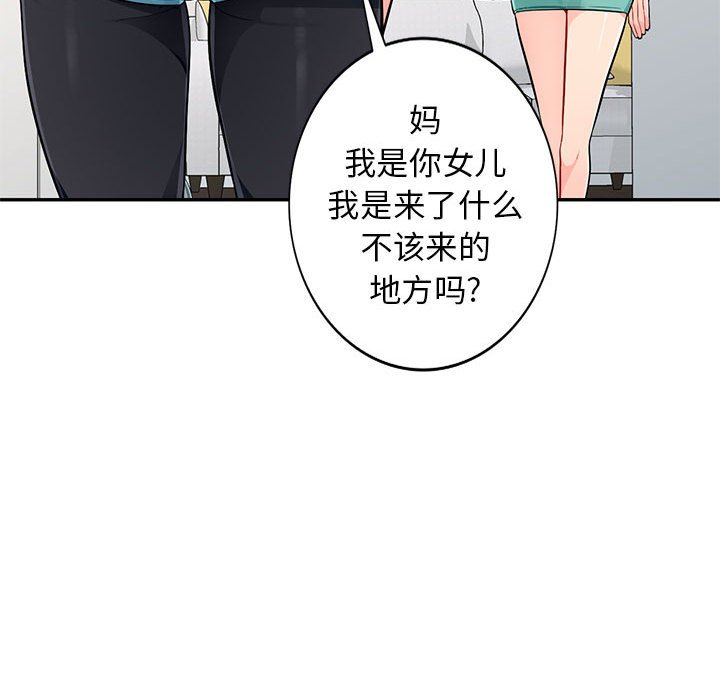 妈
我是你女儿
我是来了什么
不该来的
地方吗?